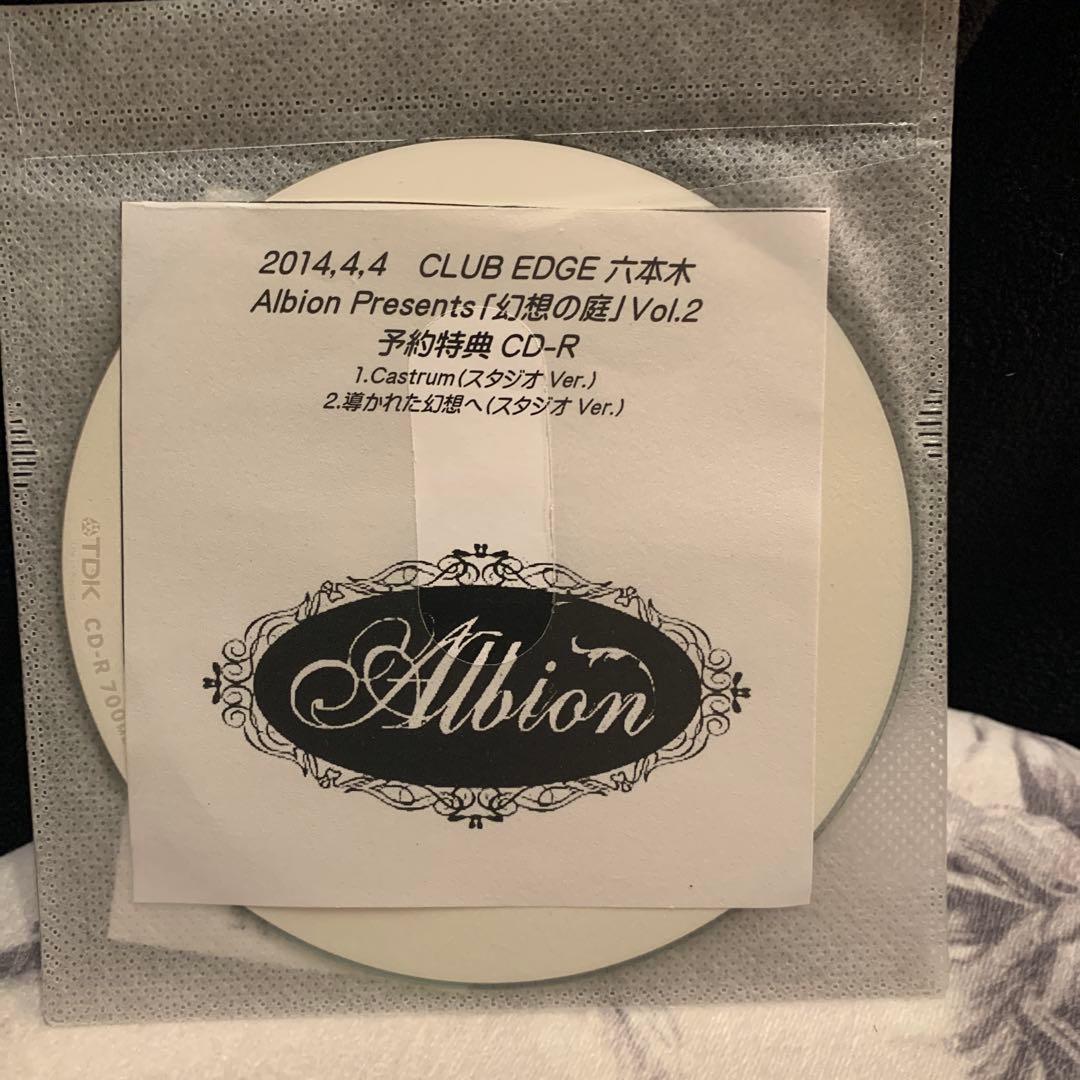 2014,4,4 CLUB EDGE 六本木
Albion Presents「幻想の庭」Vol.2
予約特典 CD-R
1.Castrum(スタジオ Ver.)
2.導かれた幻想へ(スタジオ Ver.)
Albion
TDK
CD-R 700